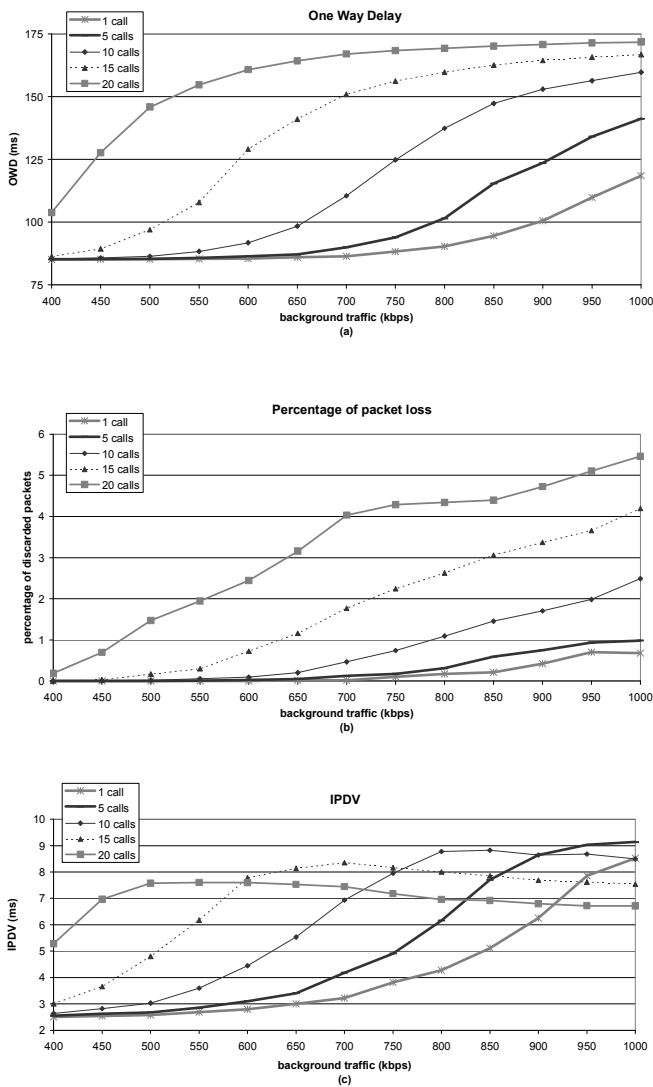 One Way Delay
1 call
5 calls
10 calls
15 calls
20 calls
175
150
125
100
75
OWD (ms)
400 450 500 550 600 650 700 750 800 850 900 950 1000
background traffic (kbps)
(a)
Percentage of packet loss
1 call
5 calls
10 calls
15 calls
20 calls
6
5
4
3
2
1
0
percentage of discarded packets
400 450 500 550 600 650 700 750 800 850 900 950 1000
background traffic (kbps)
(b)
IPDV
1 call
5 calls
10 calls
15 calls
20 calls
10
9
8
7
6
5
4
3
2
IPDV (ms)
400 450 500 550 600 650 700 750 800 850 900 950 1000
background traffic (kbps)
(c)